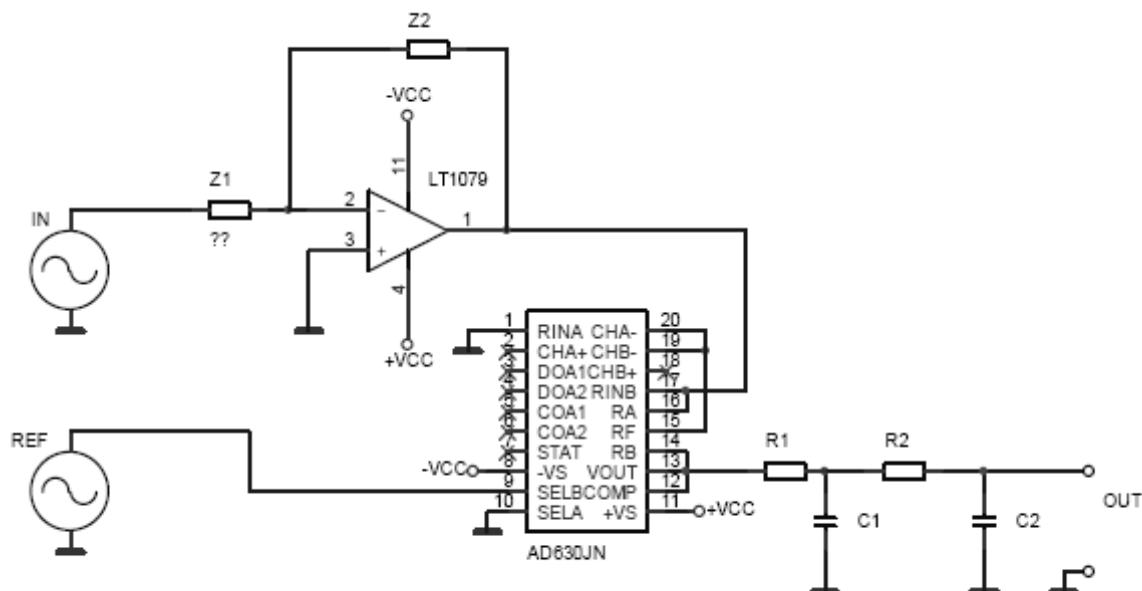 Z2
-VCC
11
LT1079
Z1
2
-
1
IN
??
3
+
4
+VCC
1 RINA CHA- 20
2 CHA+ CHB- 19
3 DOA1 CHB+ 18
4 DOA2 RINB 17
5 COA1 RA 16
6 COA2 RF 15
7 STAT RB 14
-VCC 8 -VS VOUT 13
9 SELB COMP 12
10 SELA +VS 11 +VCC
AD630JN
REF
R1
R2
C1
C2
OUT